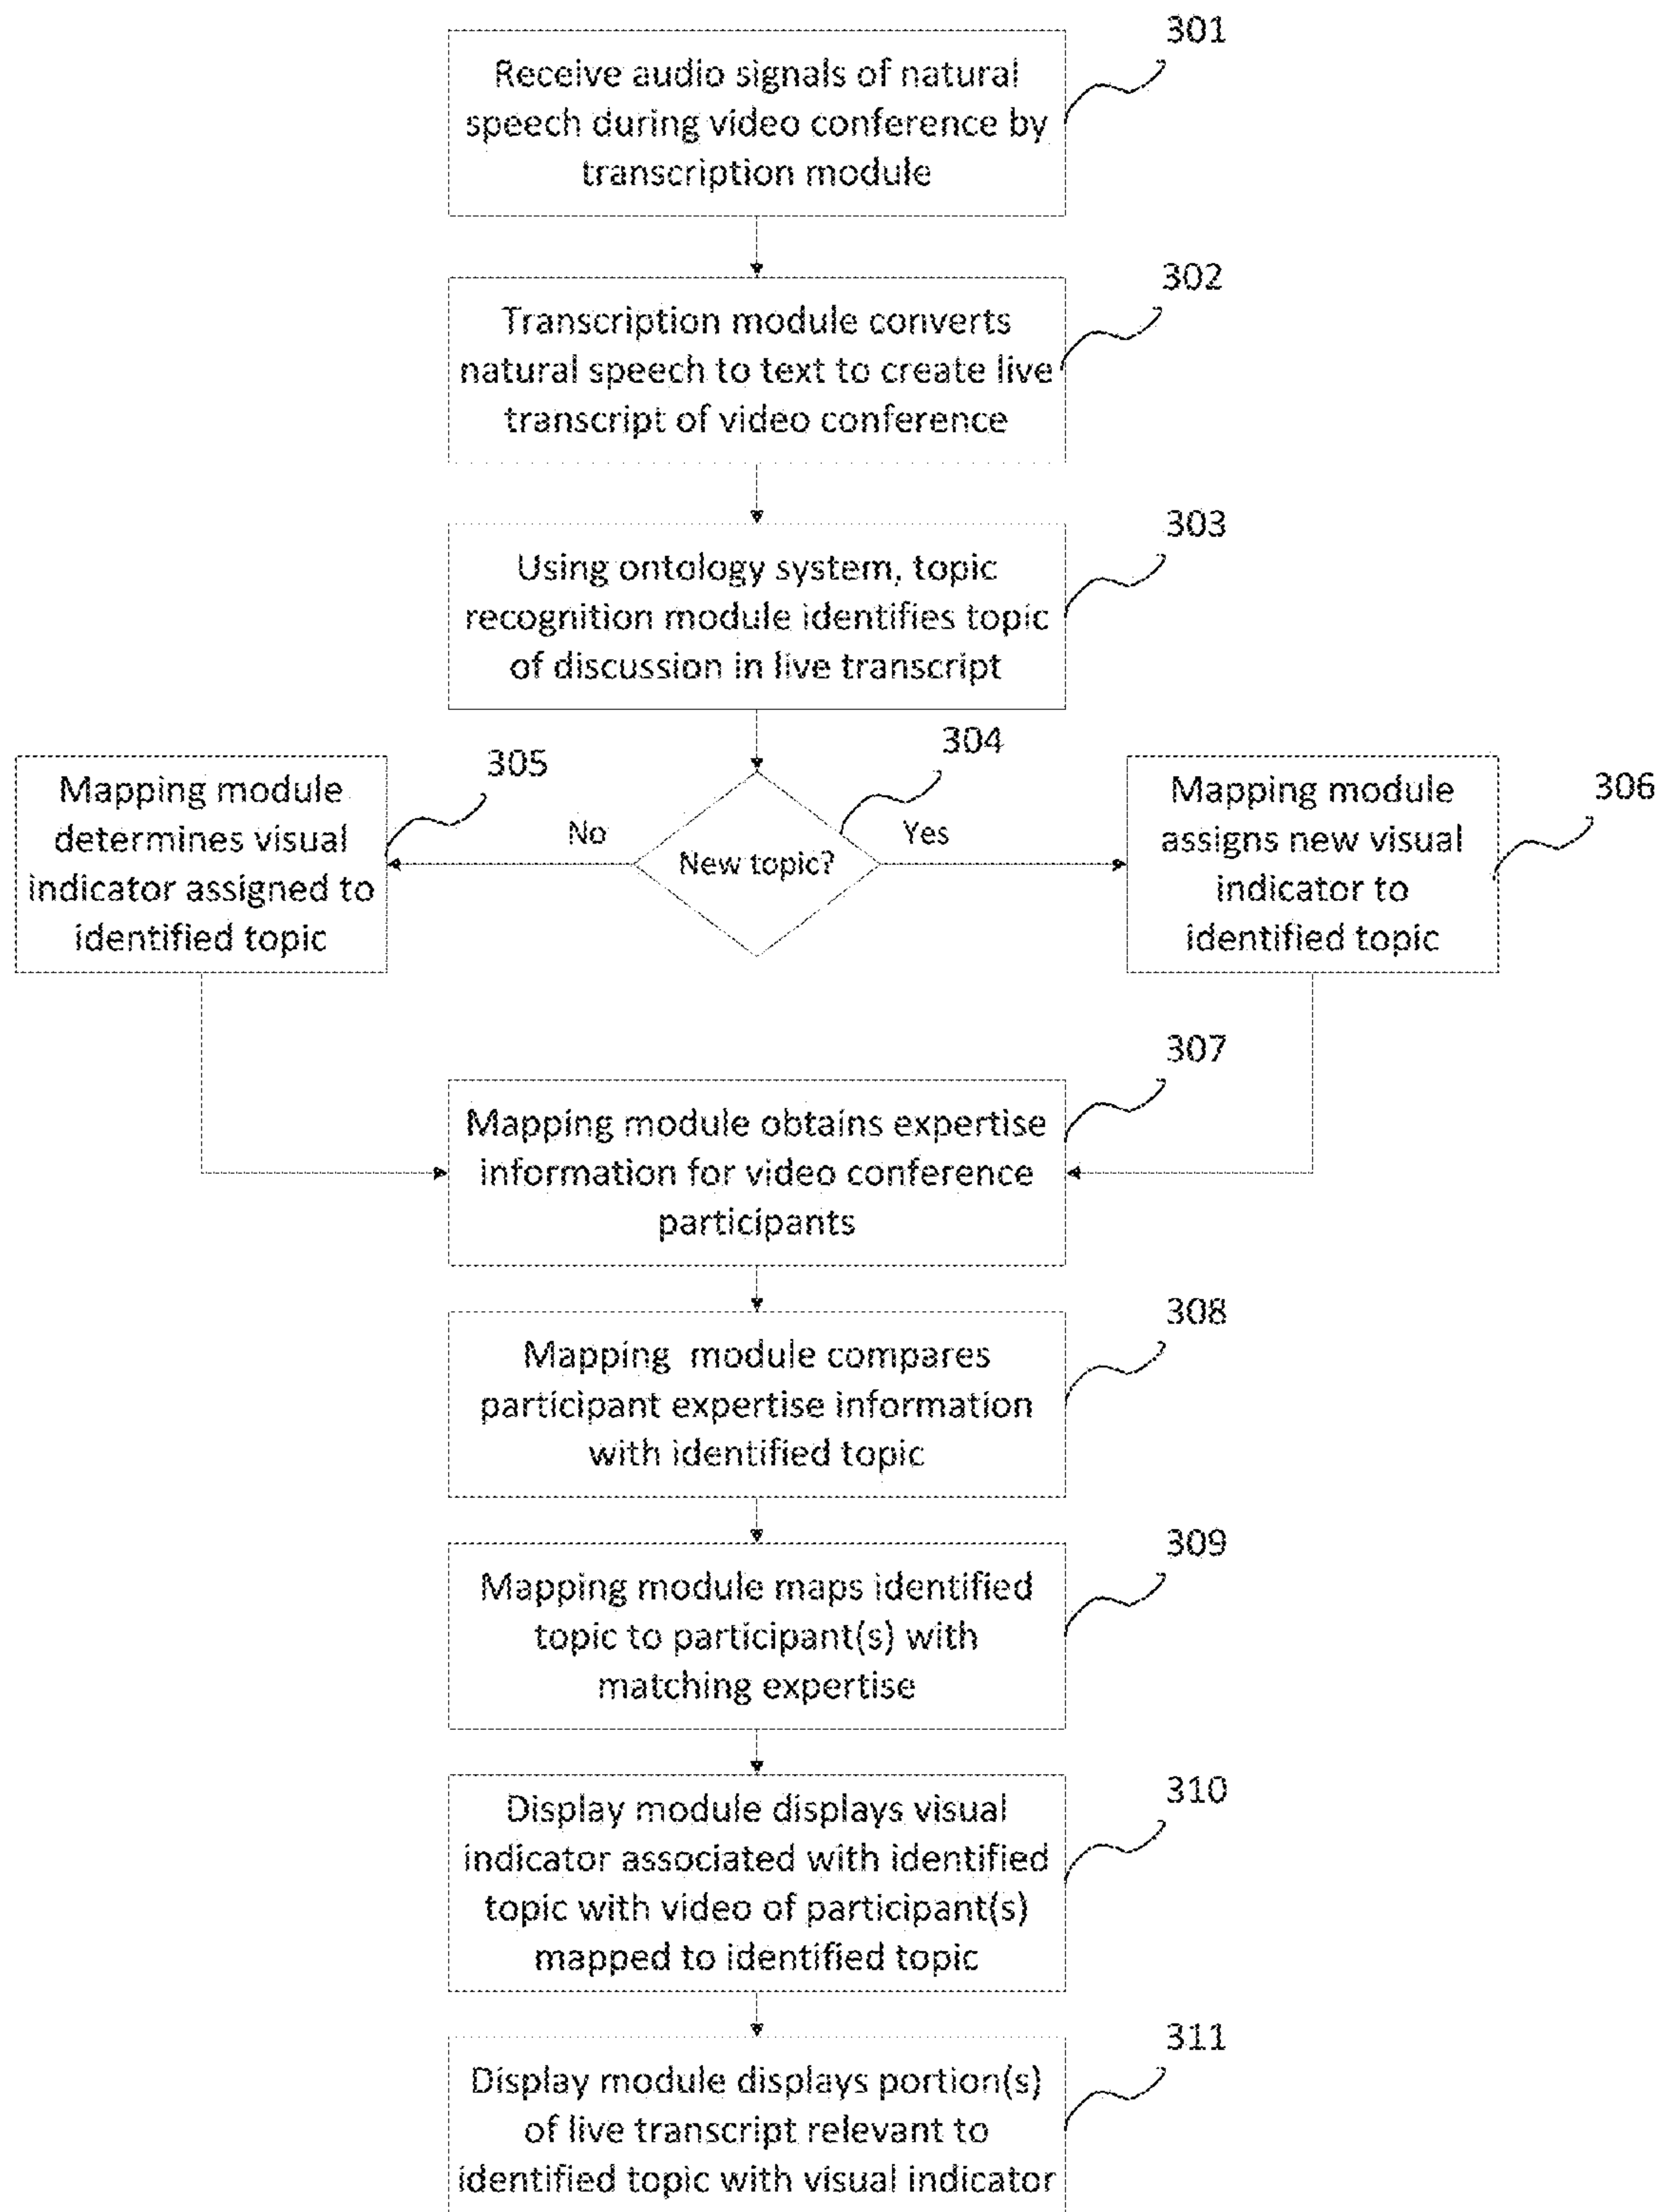 301
Receive audio signals of natural
speech during video conference by
transcription module
302
Transcription module converts
natural speech to text to create live
transcript of video conference
303
Using ontology system, topic
recognition module identifies topic
of discussion in live transcript
304
305
Mapping module
determines visual
indicator assigned to
identified topic
No
New topic?
Yes
306
Mapping module
assigns new visual
indicator to
identified topic
307
Mapping module obtains expertise
information for video conference
participants
308
Mapping module compares
participant expertise information
with identified topic
309
Mapping module maps identified
topic to participant(s) with
matching expertise
310
Display module displays visual
indicator associated with identified
topic with video of participant(s)
mapped to identified topic
311
Display module displays portion(s)
of live transcript relevant to
identified topic with visual indicator